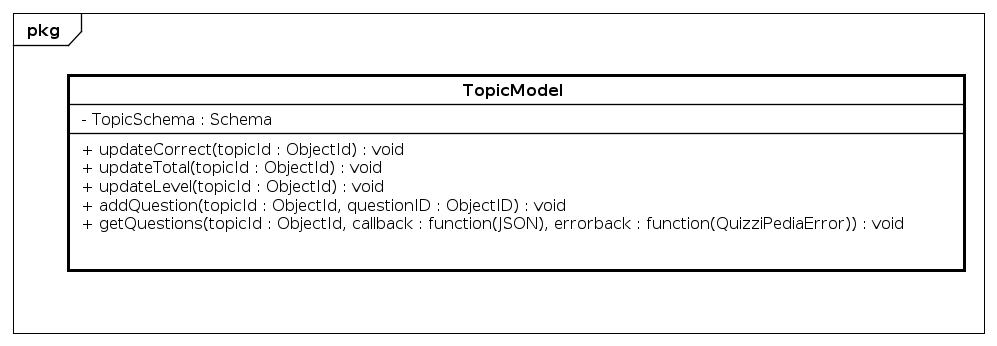 pkg
TopicModel
- TopicSchema : Schema
+ updateCorrect(topicId : ObjectId) : void
+ updateTotal(topicId : ObjectId) : void
+ updateLevel(topicId : ObjectId) : void
+ addQuestion(topicId : ObjectId, questionID : ObjectID) : void
+ getQuestions(topicId : ObjectId, callback : function(JSON), errorback : function(QuizziPediaError)) : void